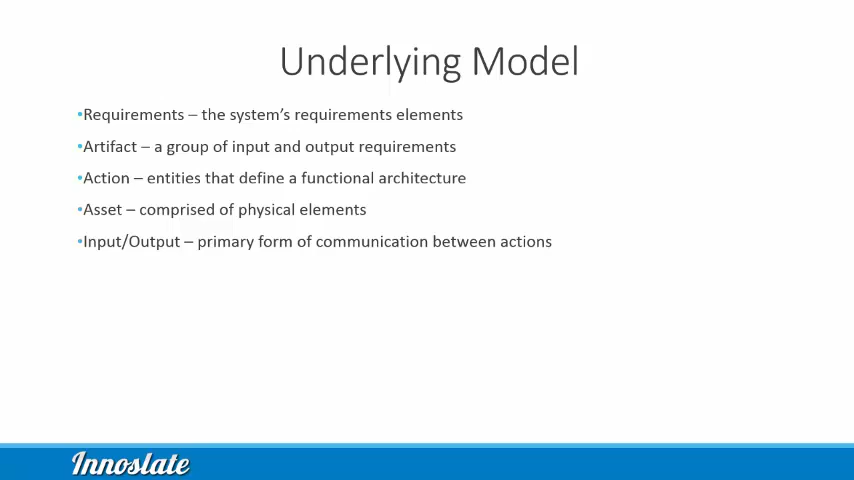 Underlying Model
•Requirements – the system’s requirements elements
•Artifact – a group of input and output requirements
•Action – entities that define a functional architecture
•Asset – comprised of physical elements
•Input/Output – primary form of communication between actions
Innoslate